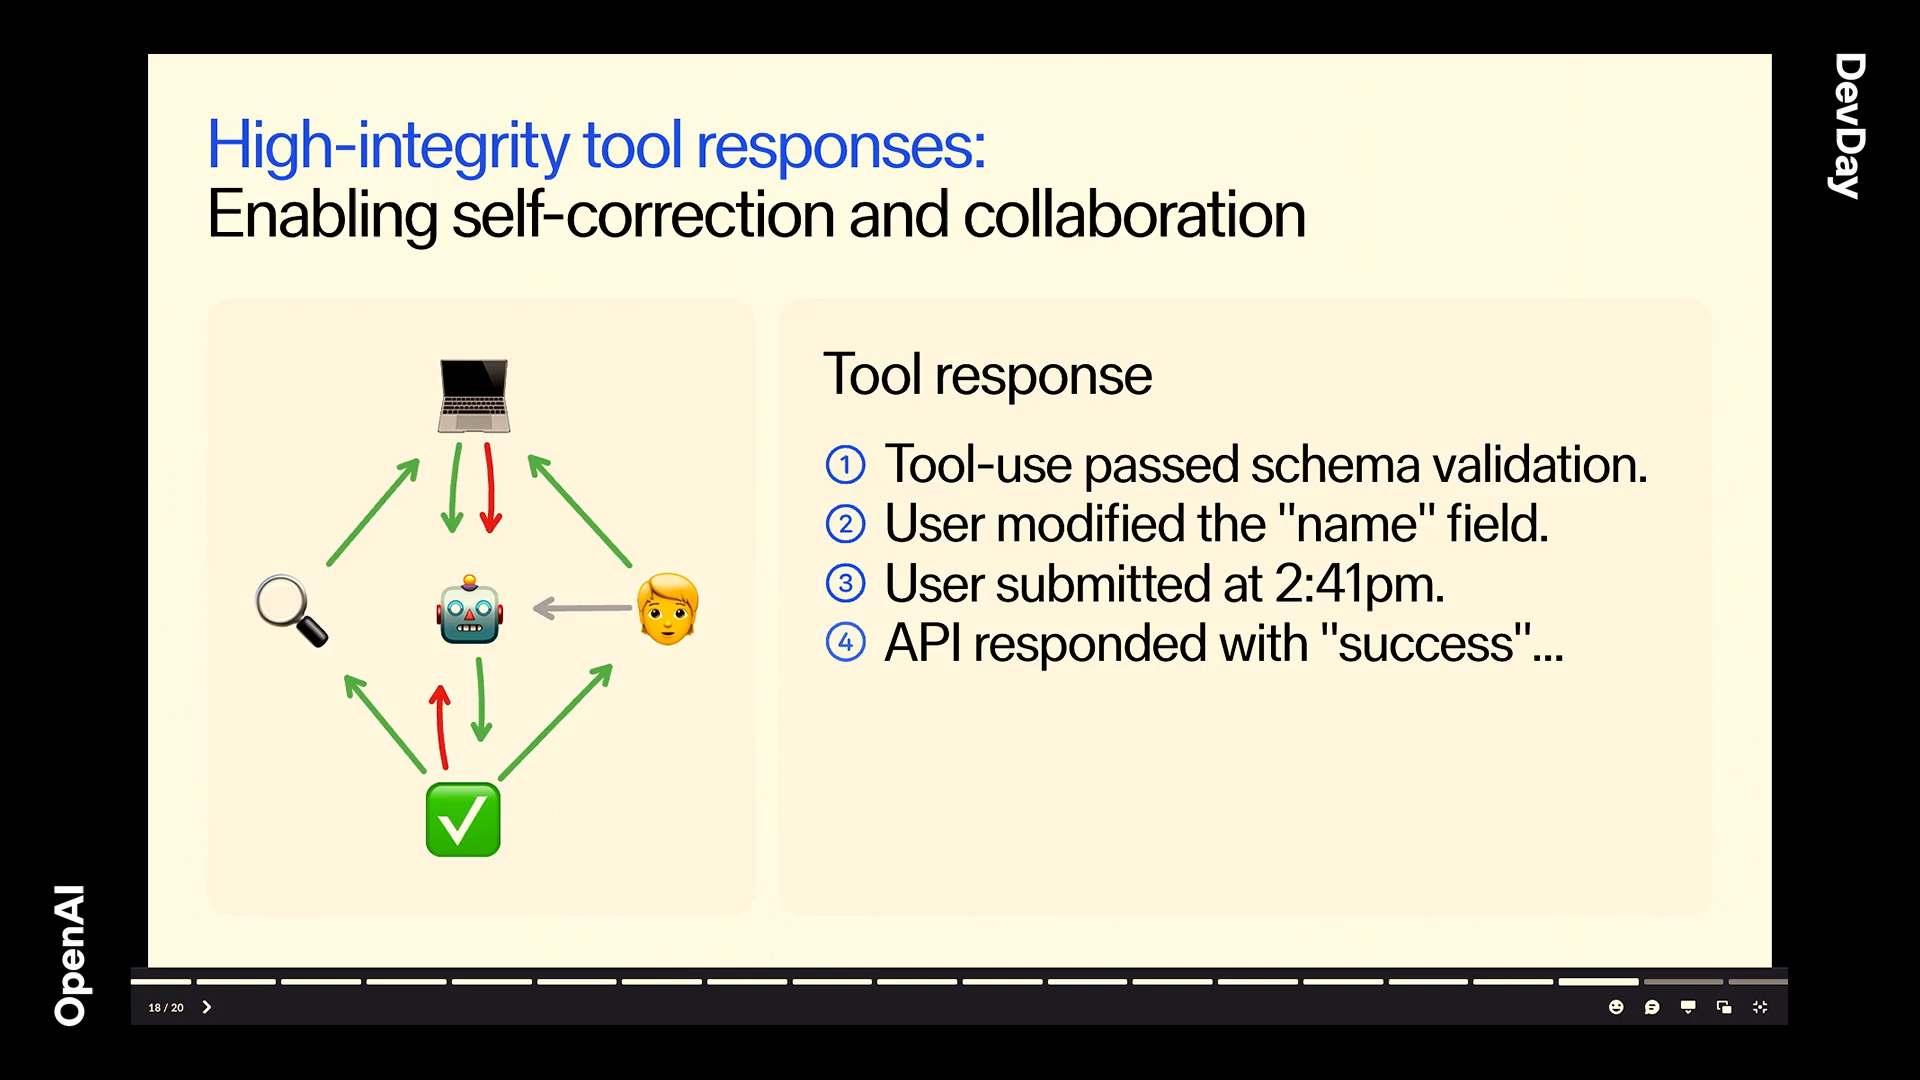 DevDay
High-integrity tool responses:
Enabling self-correction and collaboration
Tool response
1 Tool-use passed schema validation.
2 User modified the "name" field.
3 User submitted at 2:41pm.
4 API responded with "success"...
OpenAI
18 / 20